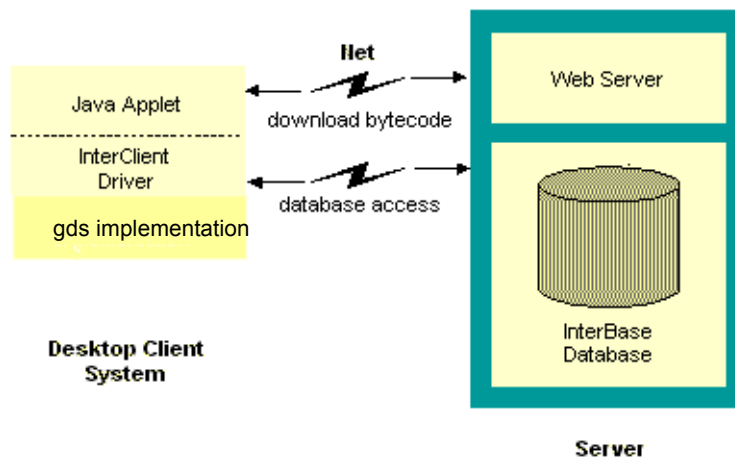 Net
Java Applet
download bytecode
Web Server
InterClient
Driver
database access
gds implementation
InterBase
Database
Desktop Client
System
Server